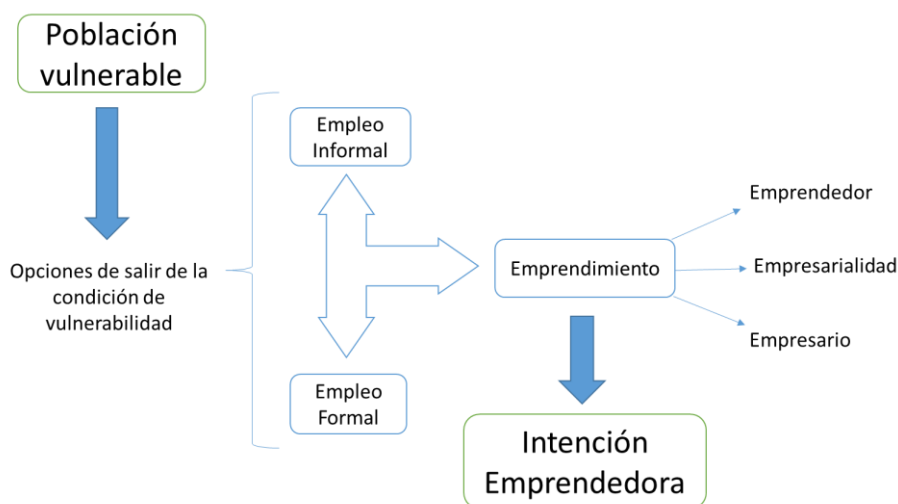 Población
vulnerable
Opciones de salir de la
condición de
vulnerabilidad
Empleo
Informal
Empleo
Formal
Emprendimiento
Emprendedor
Empresarialidad
Empresario
Intención
Emprendedora